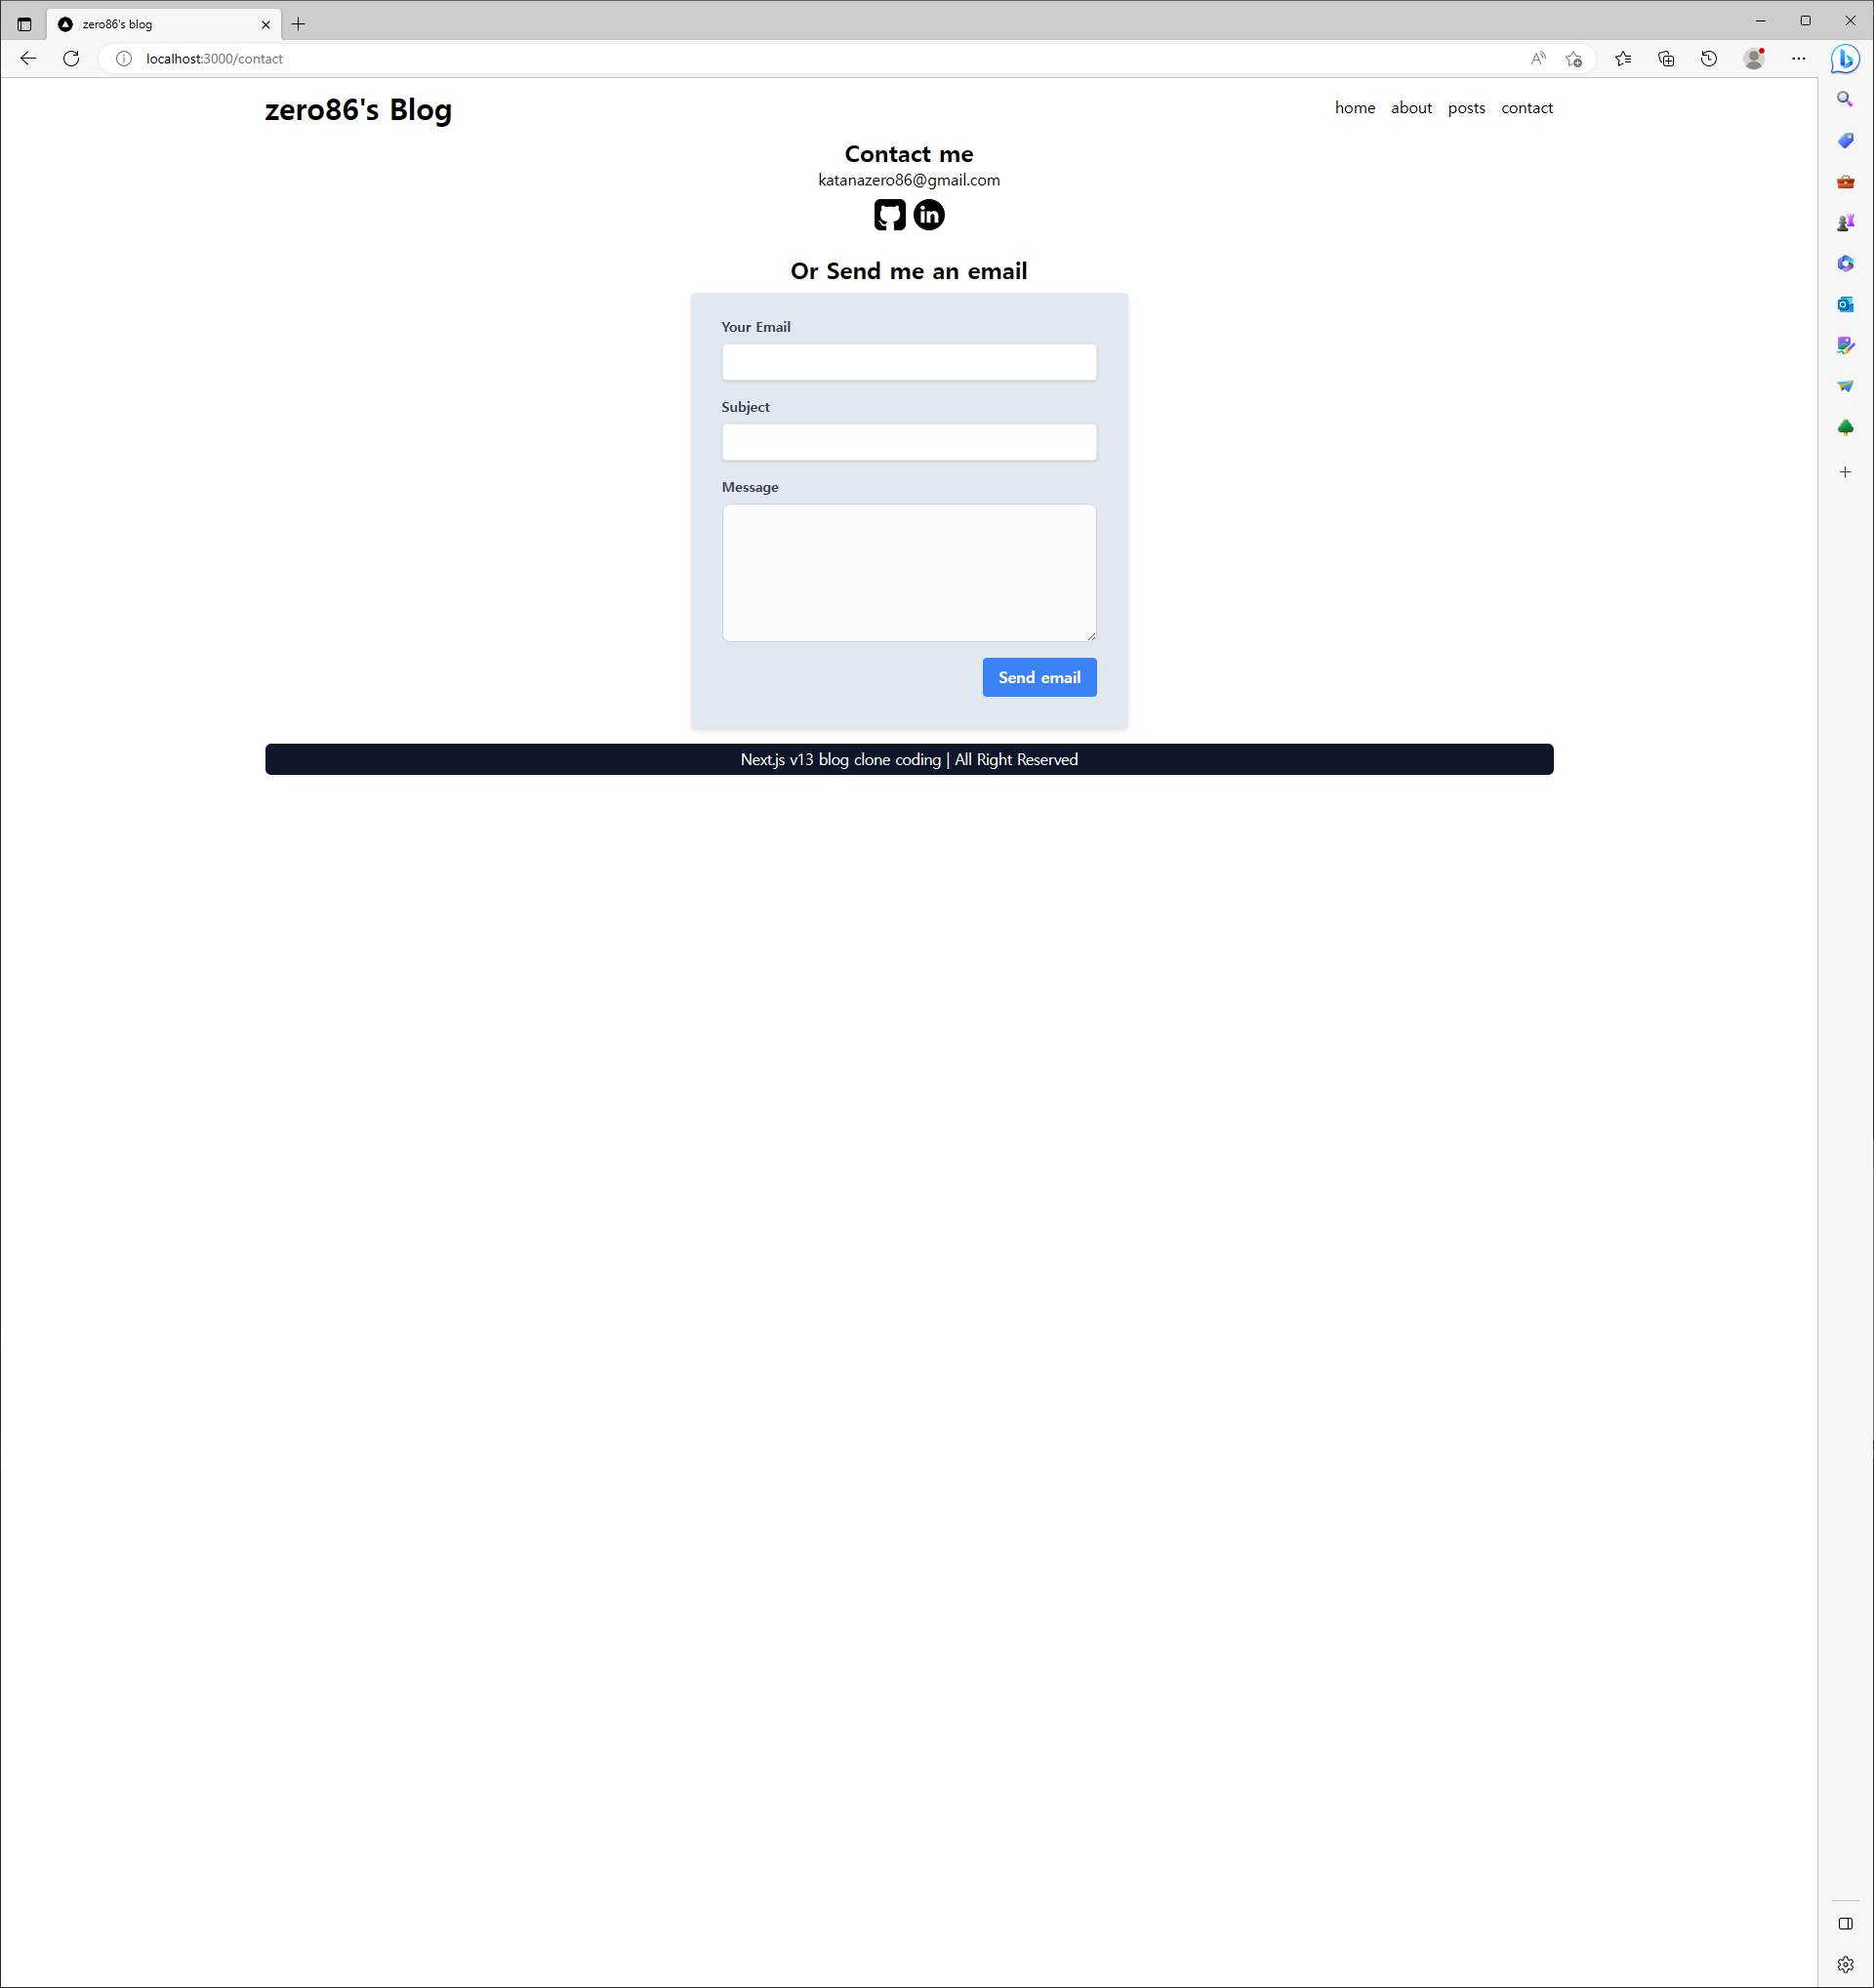 zero86's blog
localhost:3000/contact
zero86's Blog
home about posts contact
Contact me
katanazero86@gmail.com
in
Or Send me an email
Your Email
Subject
Message
Send email
Next.js v13 blog clone coding | All Right Reserved